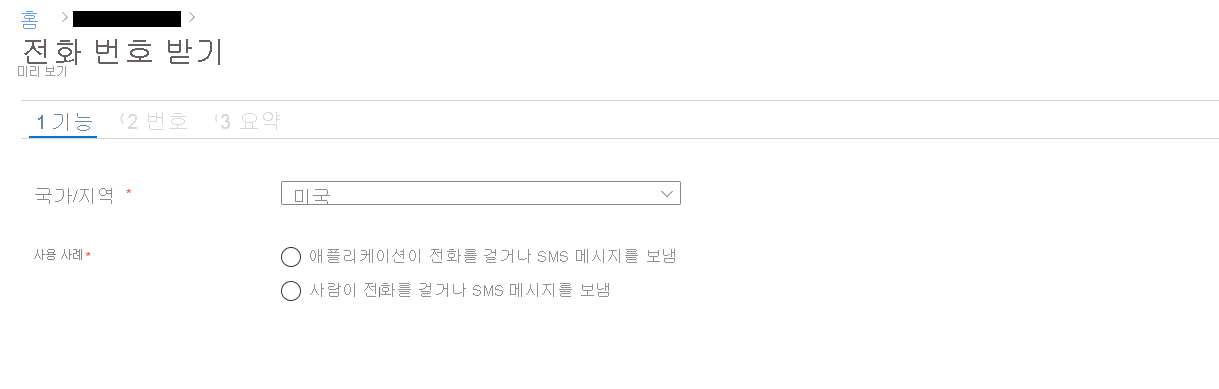 홈 > >
전화 번호 받기
미리 보기
1 기능 (2 번호 (3 요약
국가/지역 * 미국
사용 사례 *
애플리케이션이 전화를 걸거나 SMS 메시지를 보냄
사람이 전화를 걸거나 SMS 메시지를 보냄